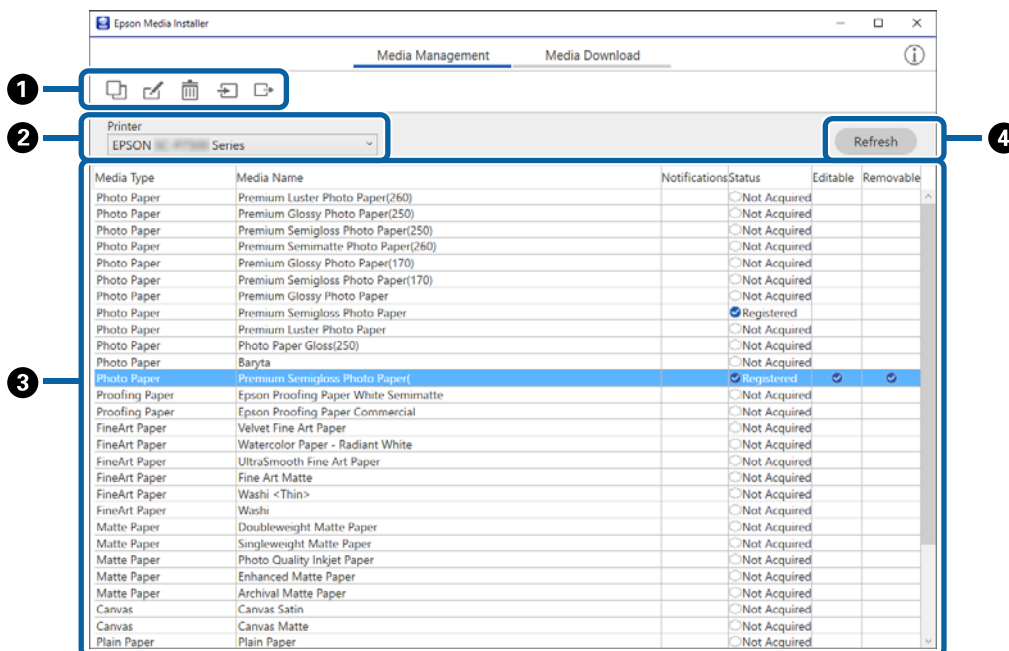 Epson Media Installer
Media Management Media Download
1
2
Printer
EPSON Series
Refresh
4
Media Type Media Name Notifications Status Editable Removable
Photo Paper Premium Luster Photo Paper(260) Not Acquired
Photo Paper Premium Glossy Photo Paper(250) Not Acquired
Photo Paper Premium Semigloss Photo Paper(250) Not Acquired
Photo Paper Premium Semimatte Photo Paper(260) Not Acquired
Photo Paper Premium Glossy Photo Paper(170) Not Acquired
Photo Paper Premium Semigloss Photo Paper(170) Not Acquired
Photo Paper Premium Glossy Photo Paper Not Acquired
Photo Paper Premium Semigloss Photo Paper Registered
Photo Paper Premium Luster Photo Paper Not Acquired
Photo Paper Photo Paper Gloss(250) Not Acquired
Photo Paper Baryta Not Acquired
3
Photo Paper Premium Semigloss Photo Paper( Registered
Proofing Paper Epson Proofing Paper White Semimatte Not Acquired
Proofing Paper Epson Proofing Paper Commercial Not Acquired
FineArt Paper Velvet Fine Art Paper Not Acquired
FineArt Paper Watercolor Paper - Radiant White Not Acquired
FineArt Paper UltraSmooth Fine Art Paper Not Acquired
FineArt Paper Fine Art Matte Not Acquired
FineArt Paper Washi <Thin> Not Acquired
FineArt Paper Washi Not Acquired
Matte Paper Doubleweight Matte Paper Not Acquired
Matte Paper Singleweight Matte Paper Not Acquired
Matte Paper Photo Quality Inkjet Paper Not Acquired
Matte Paper Enhanced Matte Paper Not Acquired
Matte Paper Archival Matte Paper Not Acquired
Canvas Canvas Satin Not Acquired
Canvas Canvas Matte Not Acquired
Plain Paper Plain Paper Not Acquired